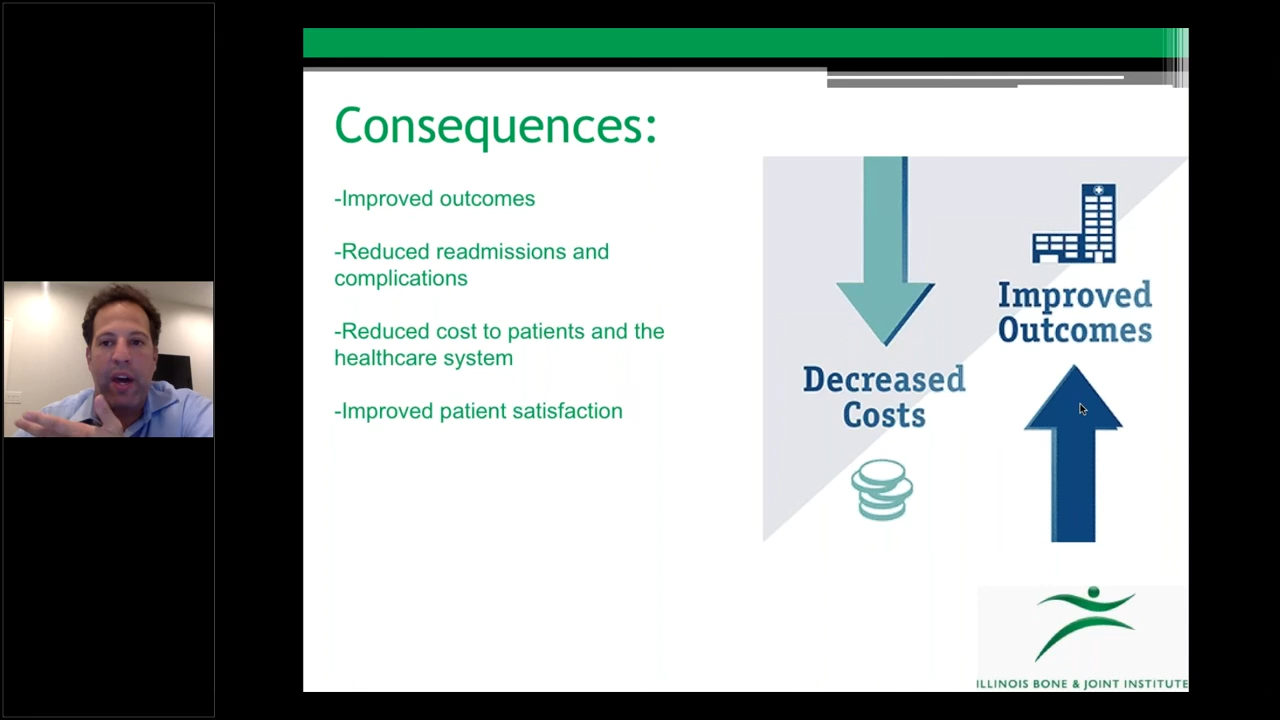 Consequences:
-Improved outcomes
-Reduced readmissions and
complications
-Reduced cost to patients and the
healthcare system
-Improved patient satisfaction
Improved
Outcomes
Decreased
Costs
ILLINOIS BONE & JOINT INSTITUTE